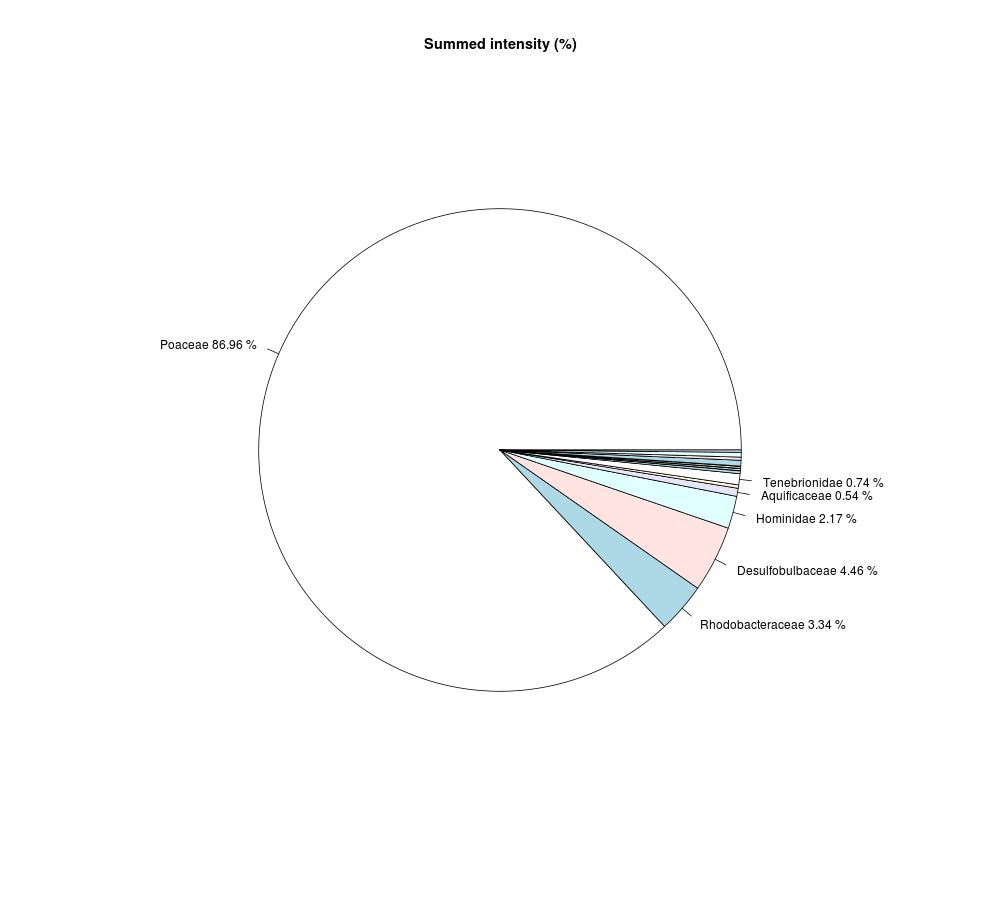 Summed intensity (%)
Poaceae 86.96 %
Tenebrionidae 0.74 %
Aquificaceae 0.54 %
Hominidae 2.17 %
Desulfobulbaceae 4.46 %
Rhodobacteraceae 3.34 %